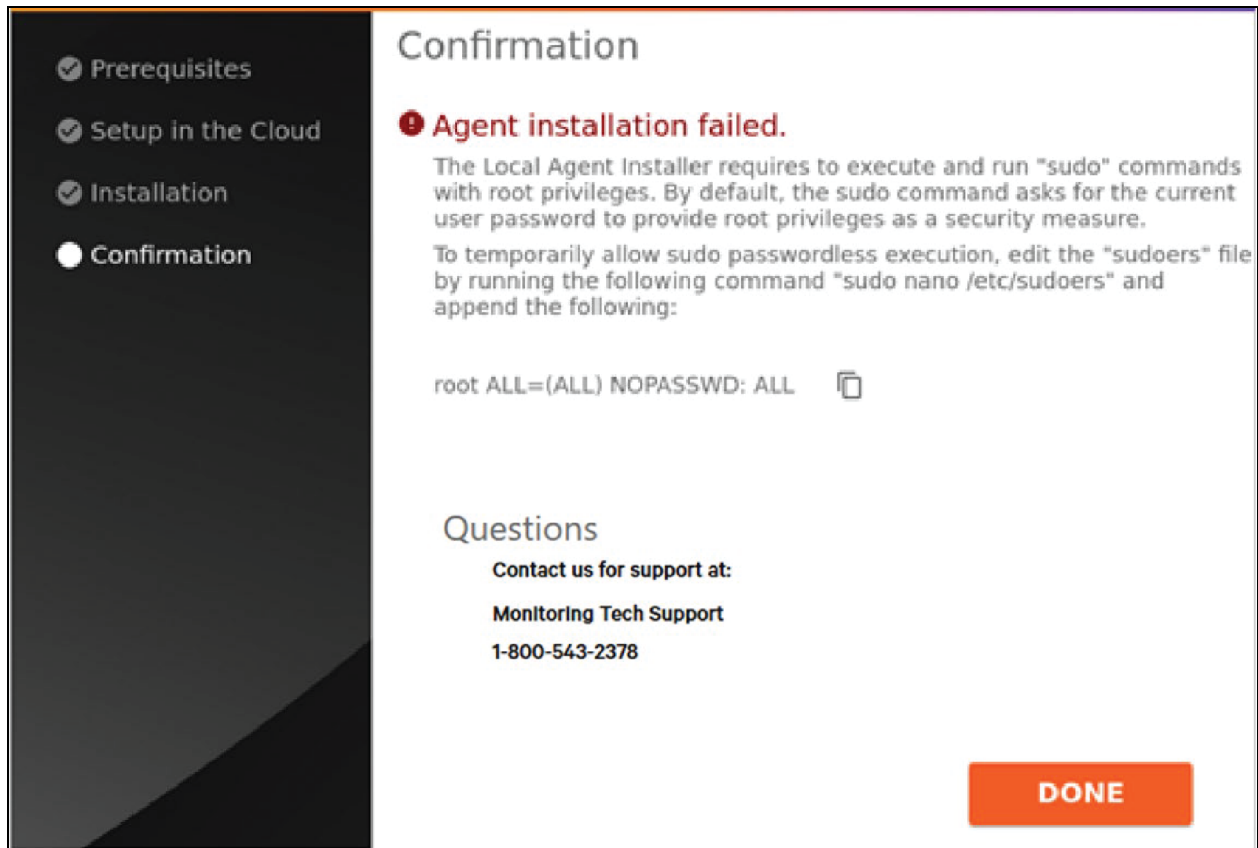 Prerequisites
Setup in the Cloud
Installation
Confirmation
Confirmation
Agent installation failed.
The Local Agent Installer requires to execute and run "sudo" commands
with root privileges. By default, the sudo command asks for the current
user password to provide root privileges as a security measure.
To temporarily allow sudo passwordless execution, edit the "sudoers" file
by running the following command "sudo nano /etc/sudoers" and
append the following:
root ALL=(ALL) NOPASSWD: ALL
Questions
Contact us for support at:
Monitoring Tech Support
1-800-543-2378
DONE